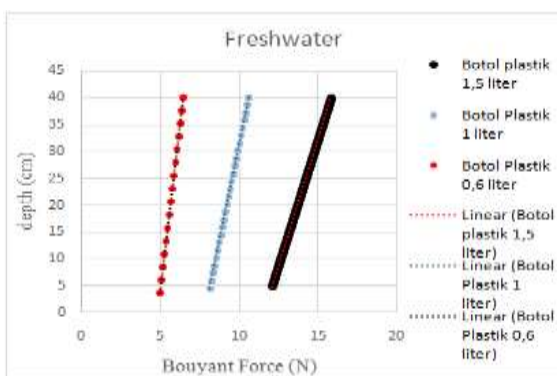 Freshwater
depth (cm)
45
40
35
30
25
20
15
10
5
0
0 5 10 15 20
Bouyant Force (N)
Botol plastik
1,5 liter
Botol Plastik
1 liter
Botol Plastik
0,6 liter
Linear (Botol
plastik 1,5
liter)
Linear (Botol
Plastik 1
liter)
Linear (Botol
Plastik 0,6
liter)